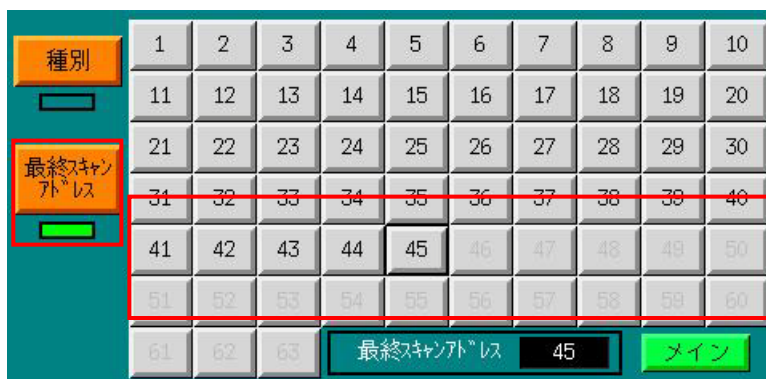 種別
1 2 3 4 5 6 7 8 9 10
11 12 13 14 15 16 17 18 19 20
最終スキャン
アドレス
21 22 23 24 25 26 27 28 29 30
31 32 33 34 35 36 37 38 39 40
41 42 43 44 45 46 47 48 49 50
51 52 53 54 55 56 57 58 59 60
61 62 63 最終スキャンアドレス 45 メイン